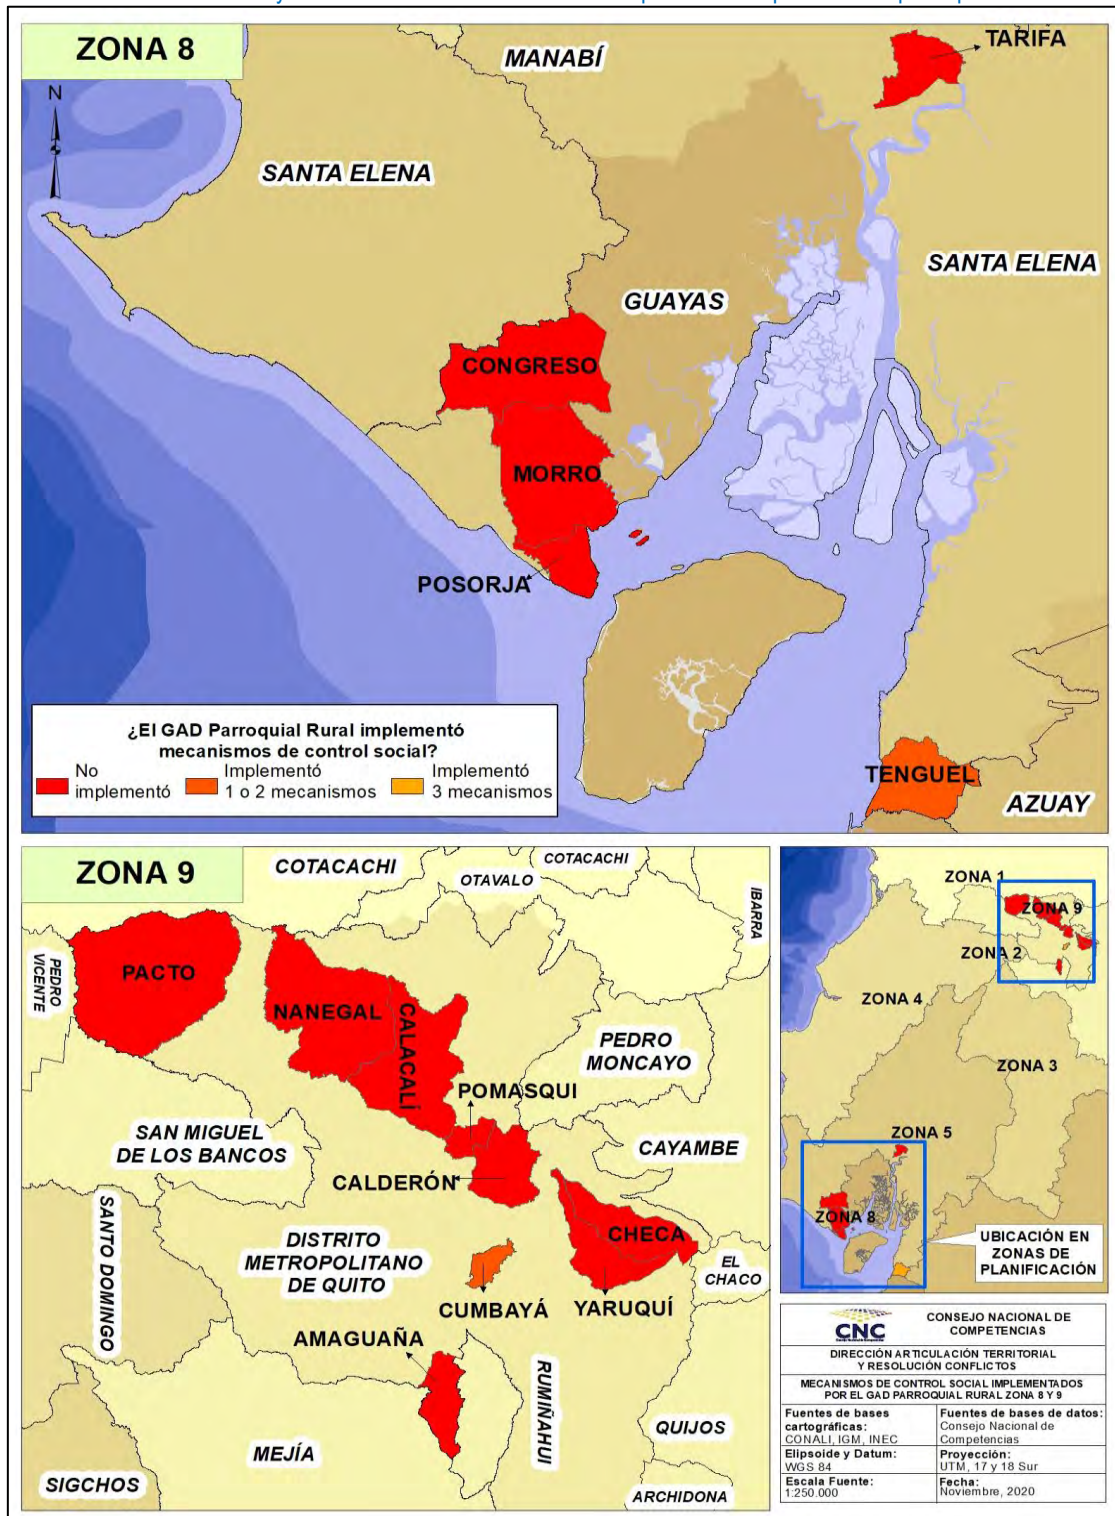 ZONA 8
MANABÍ
TARIFA
N
SANTA ELENA
SANTA ELENA
GUAYAS
CONGRESO
MORRO
POSORJA
¿El GAD Parroquial Rural implementó
mecanismos de control social?
No
implementó
Implementó
1 o 2 mecanismos
Implementó
3 mecanismos
TENGUEL
AZUAY
ZONA 9
COTACACHI
COTACACHI
OTAVALO
IBARRA
PEDRO
VICENTE
PACTO
NANEGAL
CALACALÍ
PEDRO
MONCAYO
POMASQUI
SAN MIGUEL
DE LOS BANCOS
CAYAMBE
CALDERÓN
SANTO DOMINGO
DISTRITO
METROPOLITANO
DE QUITO
CHECA
EL
CHACO
CUMBAYÁ
YARUQUÍ
AMAGUAÑA
RUMIÑAHUI
QUIJOS
MEJÍA
SIGCHOS
ARCHIDONA
ZONA 1
ZONA 9
ZONA 2
ZONA 4
ZONA 3
ZONA 5
ZONA 8
UBICACIÓN EN
ZONAS DE
PLANIFICACIÓN
CNC
CONSEJO NACIONAL DE
COMPETENCIAS
DIRECCIÓN ARTICULACIÓN TERRITORIAL
Y RESOLUCIÓN CONFLICTOS
MECANISMOS DE CONTROL SOCIAL IMPLEMENTADOS
POR EL GAD PARROQUIAL RURAL ZONA 8 Y 9
Fuentes de bases
cartográficas:
CONALI, IGM, INEC
Fuentes de bases de datos:
Consejo Nacional de
Competencias
Elipsoide y Datum:
WGS 84
Proyección:
UTM, 17 y 18 Sur
Escala Fuente:
1:250.000
Fecha:
Noviembre, 2020